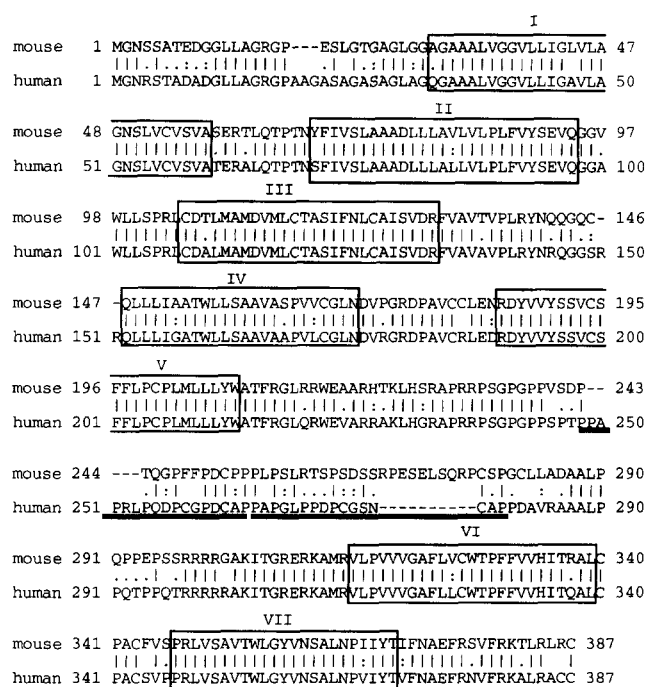 I
mouse 1 MGNSSATEDGGLLAGRGP---ESLGTGAGLGGAGAAALVGGVLLIGLVLA 47
human 1 MGNRSTADADGLLAGRGPAAGASAGASAGLAGQGAAALVGGVLLIGAVLA 50
II
mouse 48 GNSLVCVSVASERTLQTPTNYFIVSLAAADLLLAVLVLPLFVYSEVQGGV 97
human 51 GNSLVCVSVATERALQTPTNSFIVSLAAADLLLALLVLPLFVYSEVQGGA 100
III
mouse 98 WLLSPRLCDTLMAMDVMLCTASIFNLCAISVDRFVAVTVPLRYNQQGQC- 146
human 101 WLLSPRLCDALMAMDVMLCTASIFNLCAISVDRFVAVAVPLRYNRQGGSR 150
IV
mouse 147 -QLLLIAATWLLSAAVASPVVCGLNDVPGRDPAVCCLENRDYVVYSSVCS 195
human 151 RQLLLIGATWLLSAAVAAPVLCGLNDVRGRDPAVCRLEDRDYVVYSSVCS 200
V
mouse 196 FFLPCPLMLLLYWATFRGLRRWEAARHTKLHSRAPRRPSGPGPPVSDP-- 243
human 201 FFLPCPLMLLLYWATFRGLQRWEVARRAKLHGRAPRRPSGPGPPSPTPPA 250
mouse 244 ---TQGPFFPDCPPPLPSLRTSPSDSSRPESELSQRPCSPGCLLADAALP 290
human 251 PRLPQDPCGPDCAPPAPGLPPDPCGSN----------CAPPDAVRAAALP 290
VI
mouse 291 QPPEPSSRRRRGAKITGRERKAMRVLPVVVGAFLVCWTPFFVVHITRALC 340
human 291 PQTPPQTRRRRRAKITGRERKAMRVLPVVVGAFLLCWTPFFVVHITQALC 340
VII
mouse 341 PACFVSPRLVSAVTWLGYVNSALNPIIYTIFNAEFRSVFRKTLRLRC 387
human 341 PACSVPPRLVSAVTWLGYVNSALNPVIYTVFNAEFRNVFRKALRACC 387